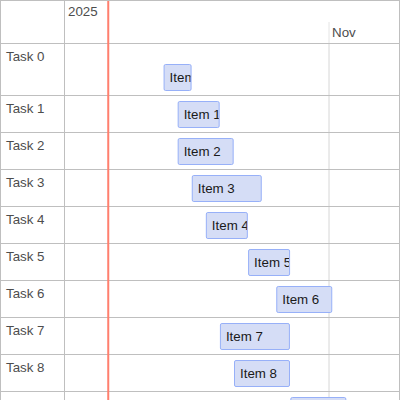 2025
Nov
Task 0
Item
Task 1
Item 1
Task 2
Item 2
Task 3
Item 3
Task 4
Item 4
Task 5
Item 5
Task 6
Item 6
Task 7
Item 7
Task 8
Item 8